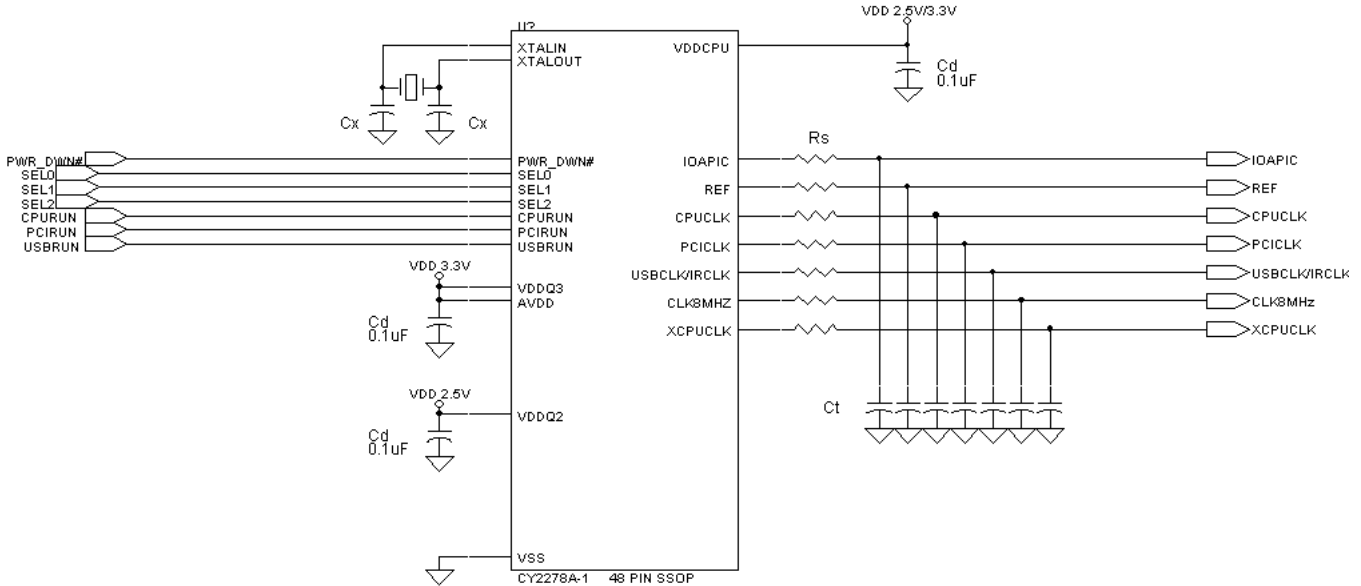 VDD 2.5V/3.3V
U?
XTALIN
XTALOUT
VDDCPU
Cd
0.1uF
Cx
Cx
Rs
PWR_DWN#
PWR_DWN#
IOAPIC
IOAPIC
SEL0
SEL0
SEL1
SEL1
REF
REF
SEL2
SEL2
CPURUN
CPURUN
CPUCLK
CPUCLK
PCIRUN
PCIRUN
USBRUN
USBRUN
PCICLK
PCICLK
VDD 3.3V
USBCLK/IRCLK
USBCLK/IRCLK
VDDQ3
AVDD
CLK8MHZ
CLK8MHz
Cd
0.1uF
XCPUCLK
XCPUCLK
VDD 2.5V
VDDQ2
Ct
Cd
0.1uF
VSS
CY2278A-1 48 PIN SSOP